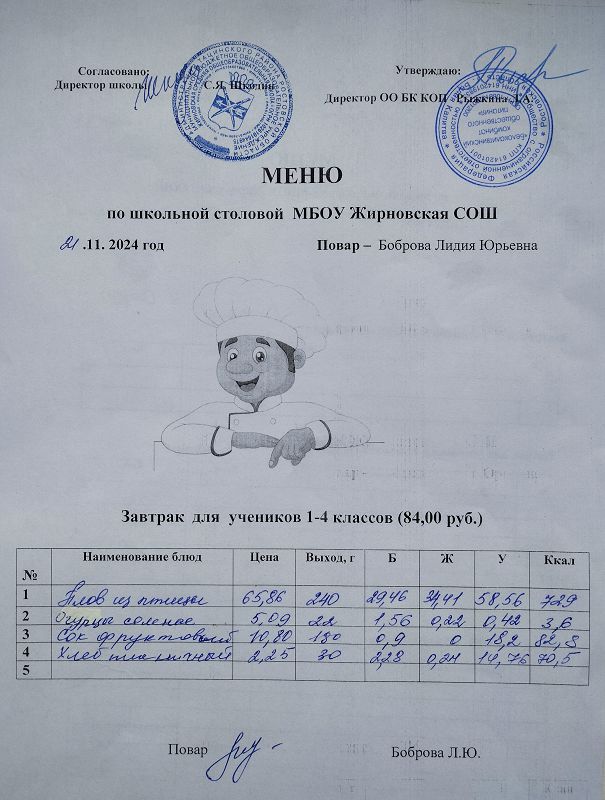 Согласовано: Утверждаю:
Директор школы С.Я. Шкодин
Директор ОО БК КОП Рыжкина Л.А.
МЕНЮ
по школьной столовой МБОУ Жирновская СОШ
21 .11. 2024 год Повар – Боброва Лидия Юрьевна
Завтрак для учеников 1-4 классов (84,00 руб.)
№ Наименование блюд Цена Выход, г Б Ж У Ккал
1 Плов из птицы 65,86 240 29,46 34,41 58,56 729
2 Огурцы соленые 5,09 22 1,56 0,22 0,42 3,6
3 Сок фруктовый 10,80 180 0,9 0 18,2 82,8
4 Хлеб пшеничный 2,25 30 2,28 0,24 14,76 70,5
5
Повар Боброва Л.Ю.